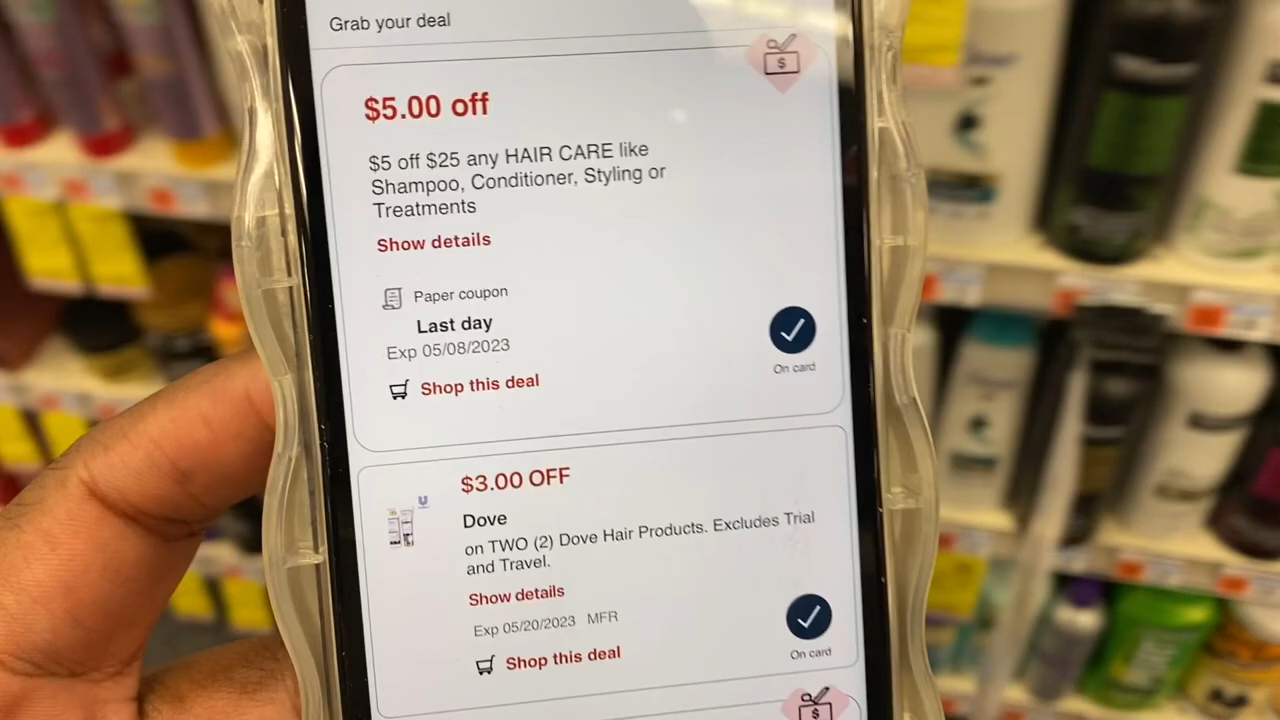 Grab your deal
$
$5.00 off
$5 off $25 any HAIR CARE like
Shampoo, Conditioner, Styling or
Treatments
Show details
Paper coupon
Last day
Exp 05/08/2023
On card
Shop this deal
$3.00 OFF
Dove
on TWO (2) Dove Hair Products. Excludes Trial
and Travel.
Show details
Exp 05/20/2023 MFR
On card
Shop this deal
$